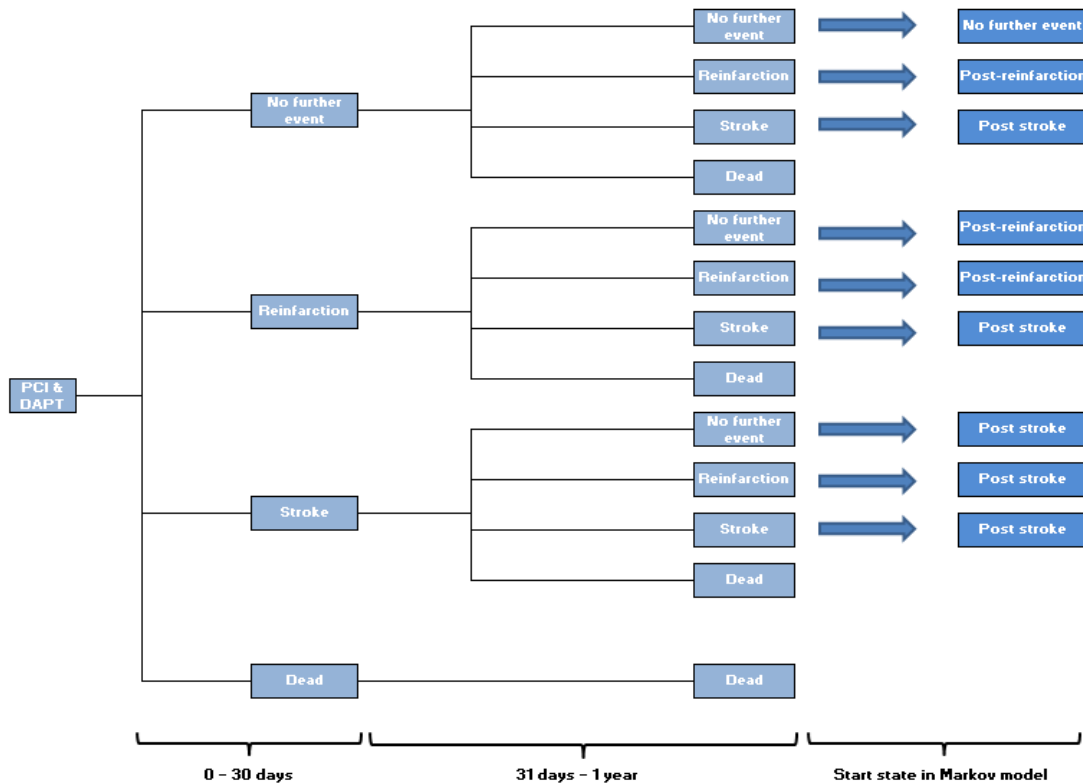 No further
event
No further event
Reinfarction
Post-reinfarction
No further
event
Stroke
Post stroke
Dead
No further
event
Post-reinfarction
Reinfarction
Post-reinfarction
Reinfarction
Stroke
Post stroke
Dead
PCI &
DAPT
No further
event
Post stroke
Reinfarction
Post stroke
Stroke
Stroke
Post stroke
Dead
Dead
Dead
0 – 30 days
31 days – 1 year
Start state in Markov model